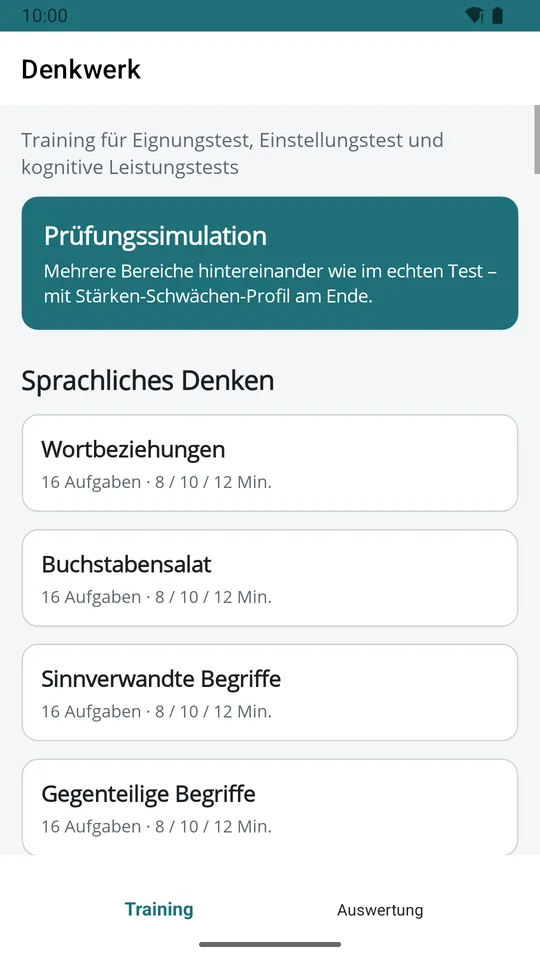 10:00
Denkwerk
Training für Eignungstest, Einstellungstest und
kognitive Leistungstests
Prüfungssimulation
Mehrere Bereiche hintereinander wie im echten Test –
mit Stärken-Schwächen-Profil am Ende.
Sprachliches Denken
Wortbeziehungen
16 Aufgaben · 8 / 10 / 12 Min.
Buchstabensalat
16 Aufgaben · 8 / 10 / 12 Min.
Sinnverwandte Begriffe
16 Aufgaben · 8 / 10 / 12 Min.
Gegenteilige Begriffe
16 Aufgaben · 8 / 10 / 12 Min.
Training
Auswertung